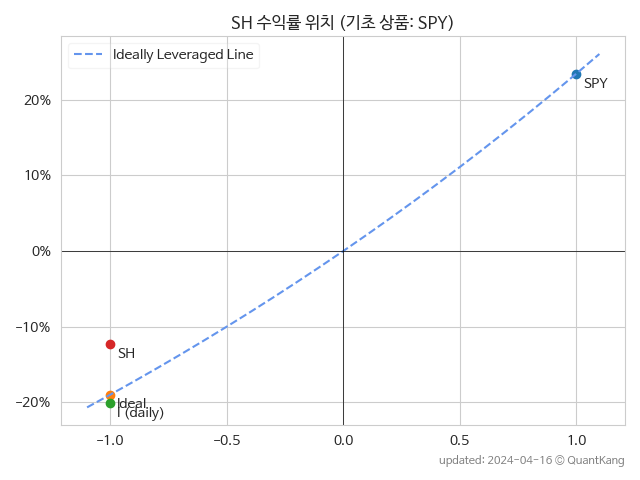 SH 수익률 위치 (기초 상품: SPY)
Ideally Leveraged Line
SPY
20%
10%
0%
−10%
−20%
SH
Ideal
l (daily)
−1.0
−0.5
0.0
0.5
1.0
updated: 2024-04-16 © QuantKang